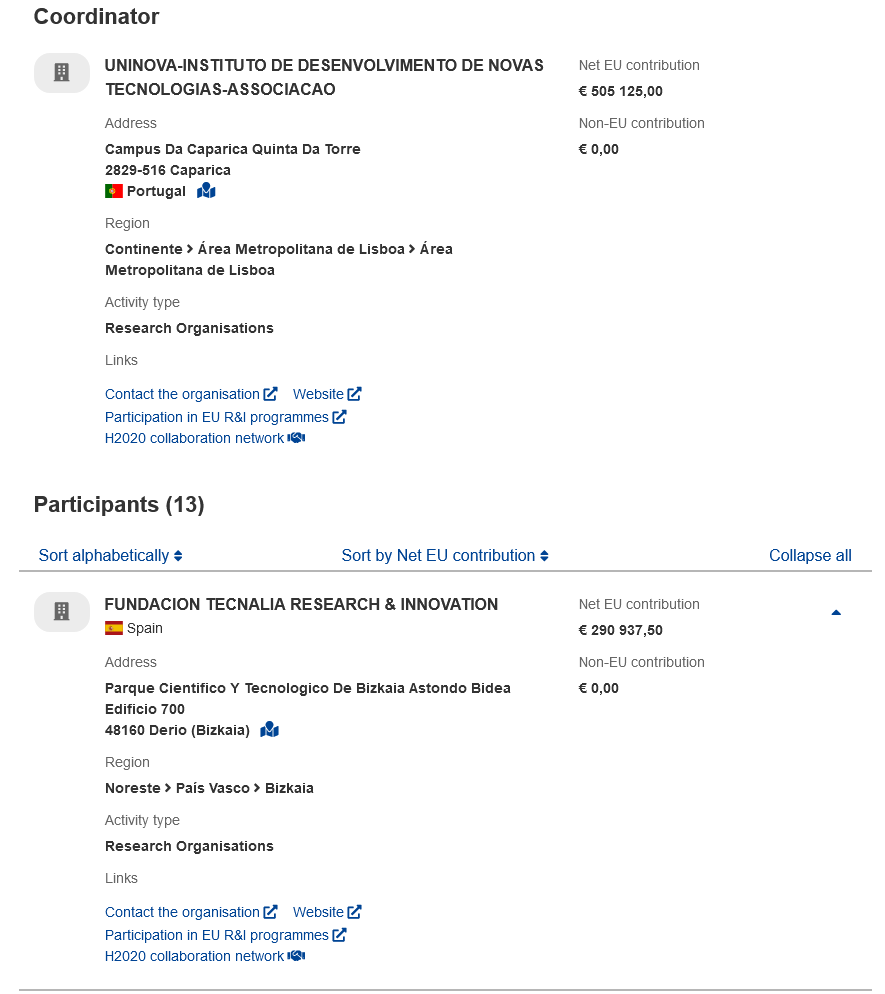 Coordinator
UNINOVA-INSTITUTO DE DESENVOLVIMENTO DE NOVAS
TECNOLOGIAS-ASSOCIACAO
Net EU contribution
€ 505 125,00
Address
Non-EU contribution
Campus Da Caparica Quinta Da Torre
€ 0,00
2829-516 Caparica
Portugal
Region
Continente > Área Metropolitana de Lisboa > Área
Metropolitana de Lisboa
Activity type
Research Organisations
Links
Contact the organisation Website
Participation in EU R&I programmes
H2020 collaboration network
Participants (13)
Sort alphabetically Sort by Net EU contribution Collapse all
FUNDACION TECNALIA RESEARCH & INNOVATION
Net EU contribution
Spain
€ 290 937,50
Address
Non-EU contribution
Parque Cientifico Y Tecnologico De Bizkaia Astondo Bidea
€ 0,00
Edificio 700
48160 Derio (Bizkaia)
Region
Noreste > País Vasco > Bizkaia
Activity type
Research Organisations
Links
Contact the organisation Website
Participation in EU R&I programmes
H2020 collaboration network